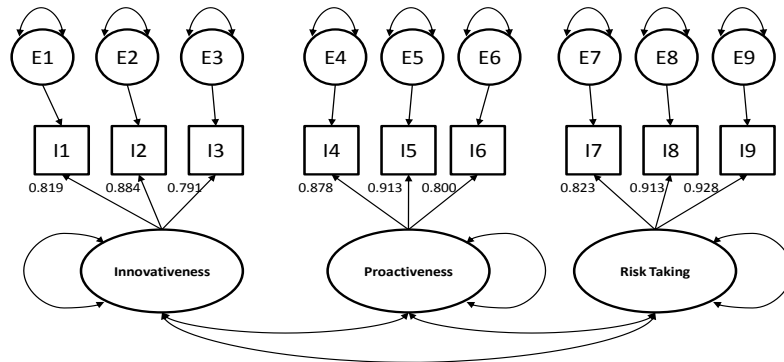 E1 E2 E3 E4 E5 E6 E7 E8 E9
I1 I2 I3 I4 I5 I6 I7 I8 I9
0.819 0.884 0.791 0.878 0.913 0.800 0.823 0.913 0.928
Innovativeness Proactiveness Risk Taking